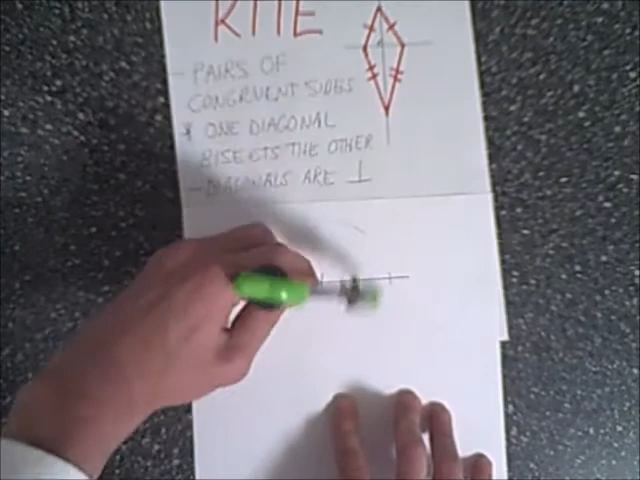 KITE
- PAIRS OF
CONGRUENT SIDES
* ONE DIAGONAL
BISECTS THE OTHER
- DIAGONALS ARE ⊥